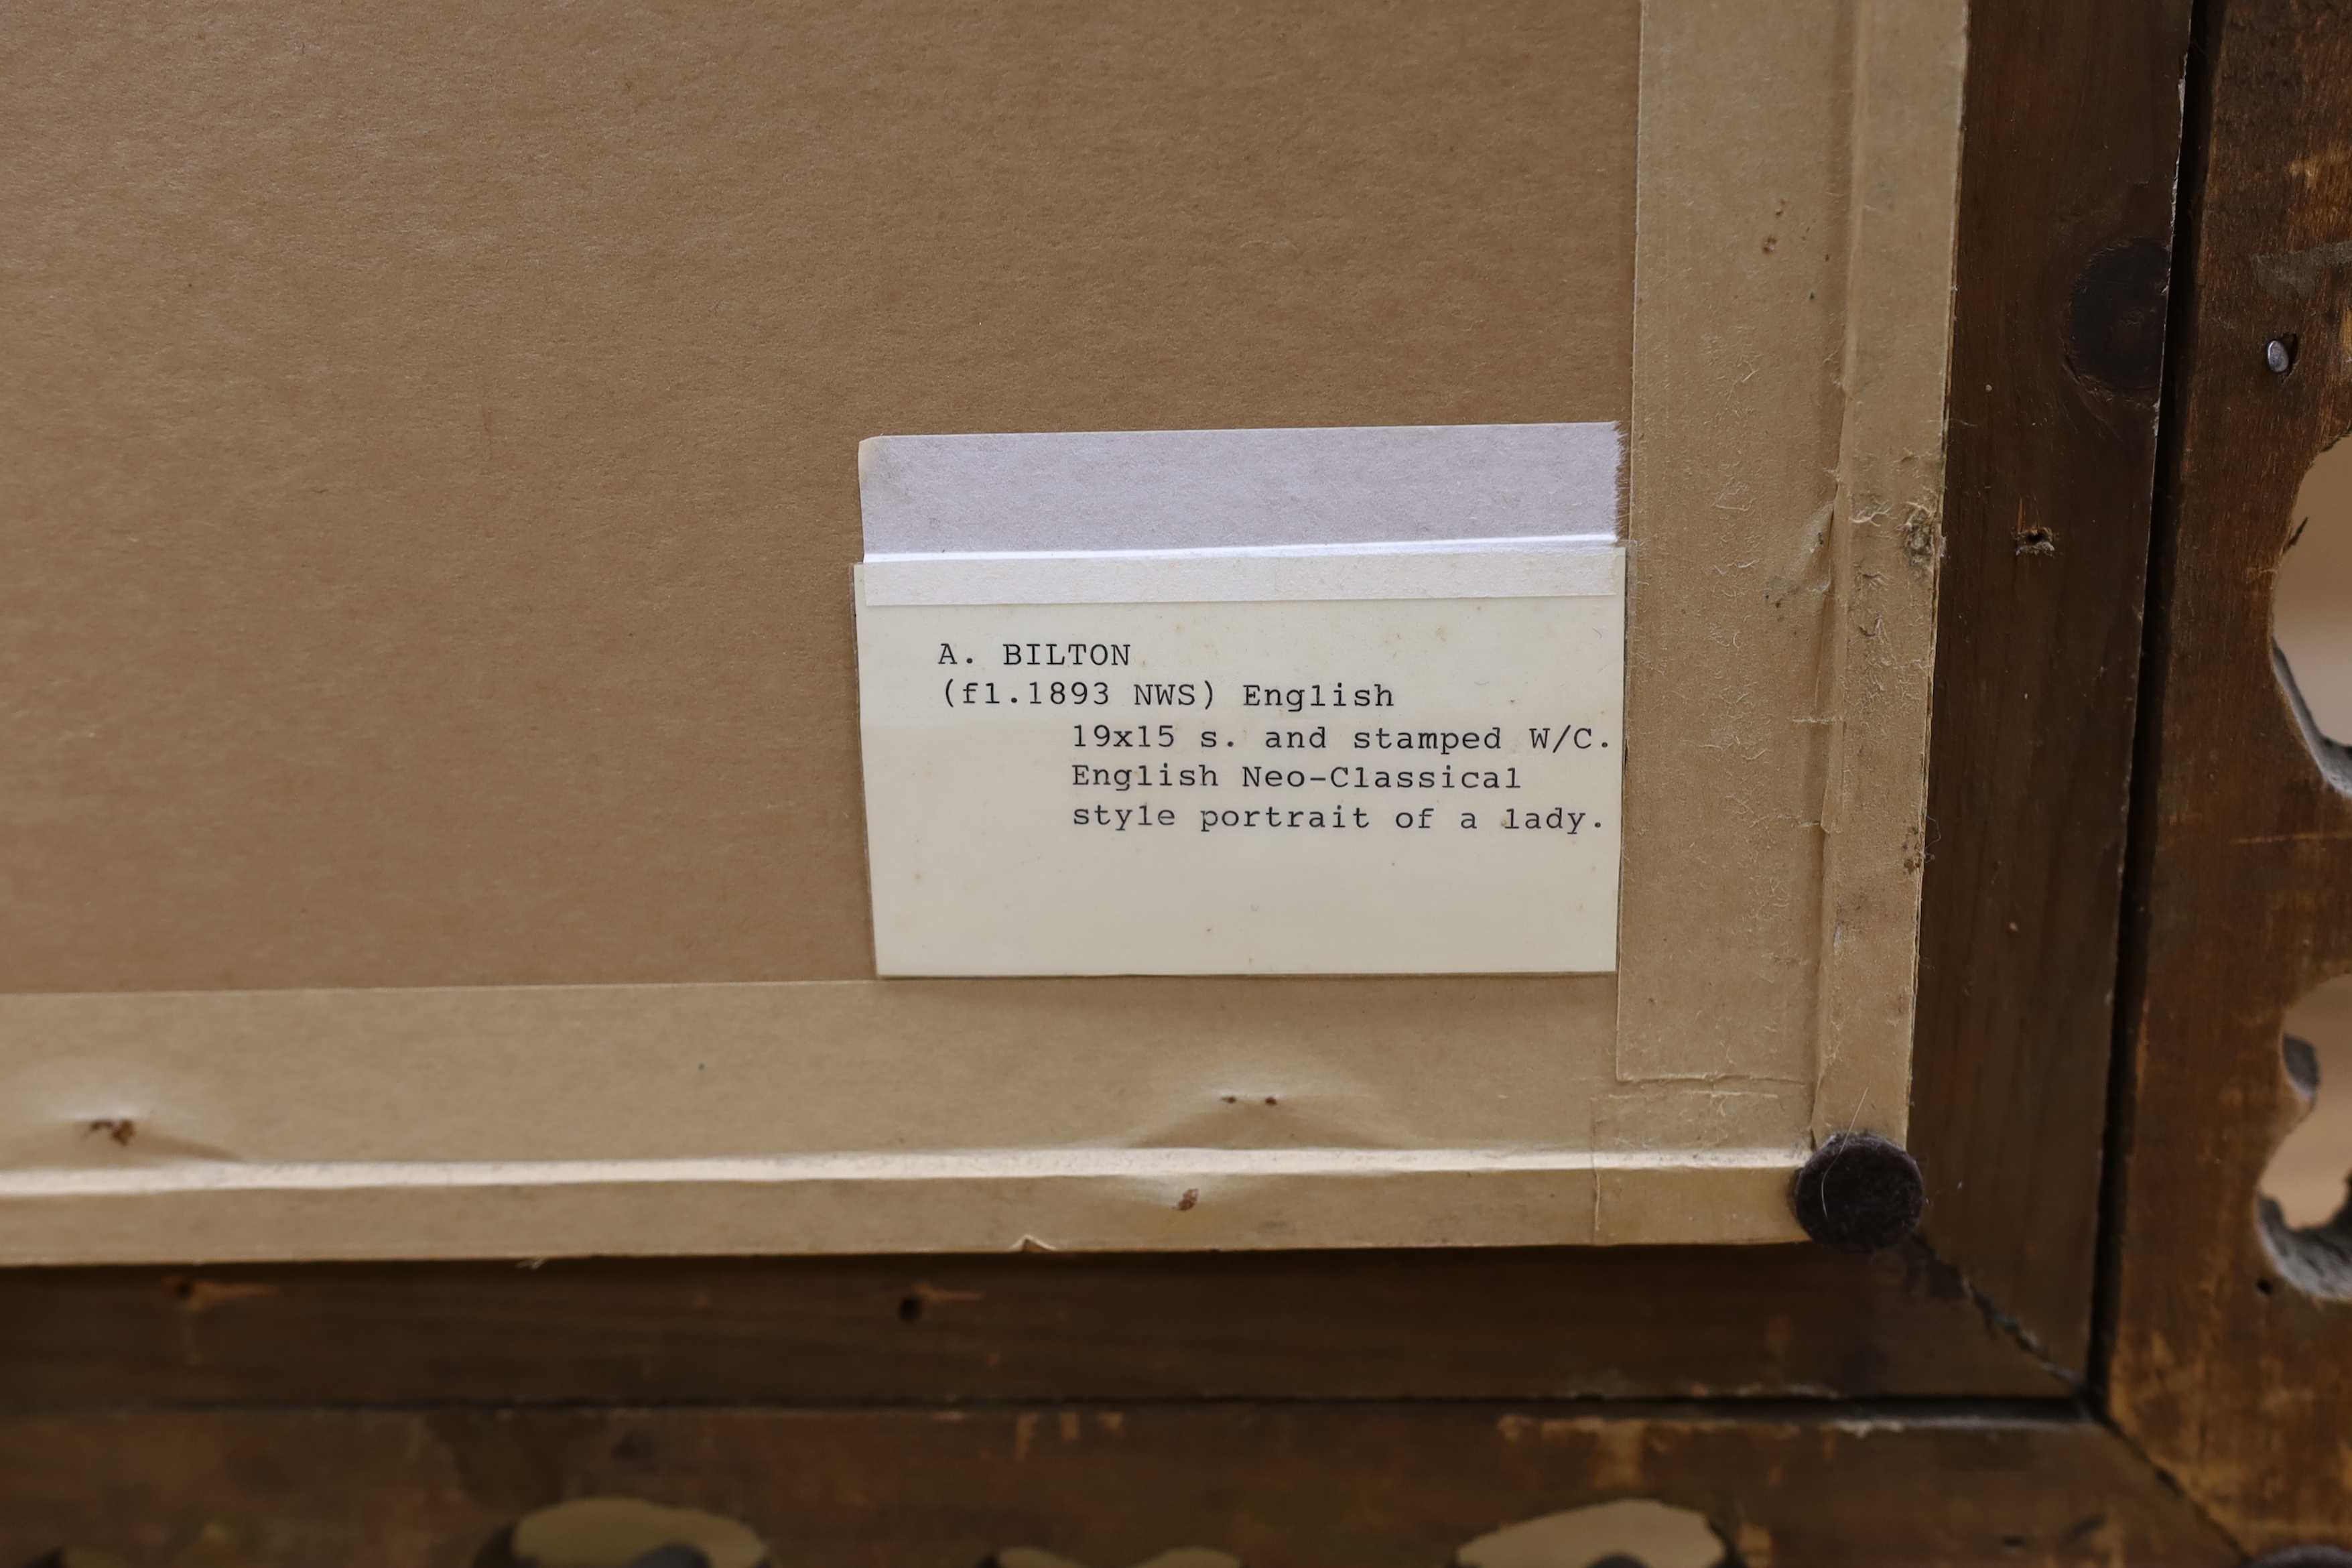 A. BILTON
(fl.1893 NWS) English
19x15 s. and stamped W/C.
English Neo-Classical
style portrait of a lady.